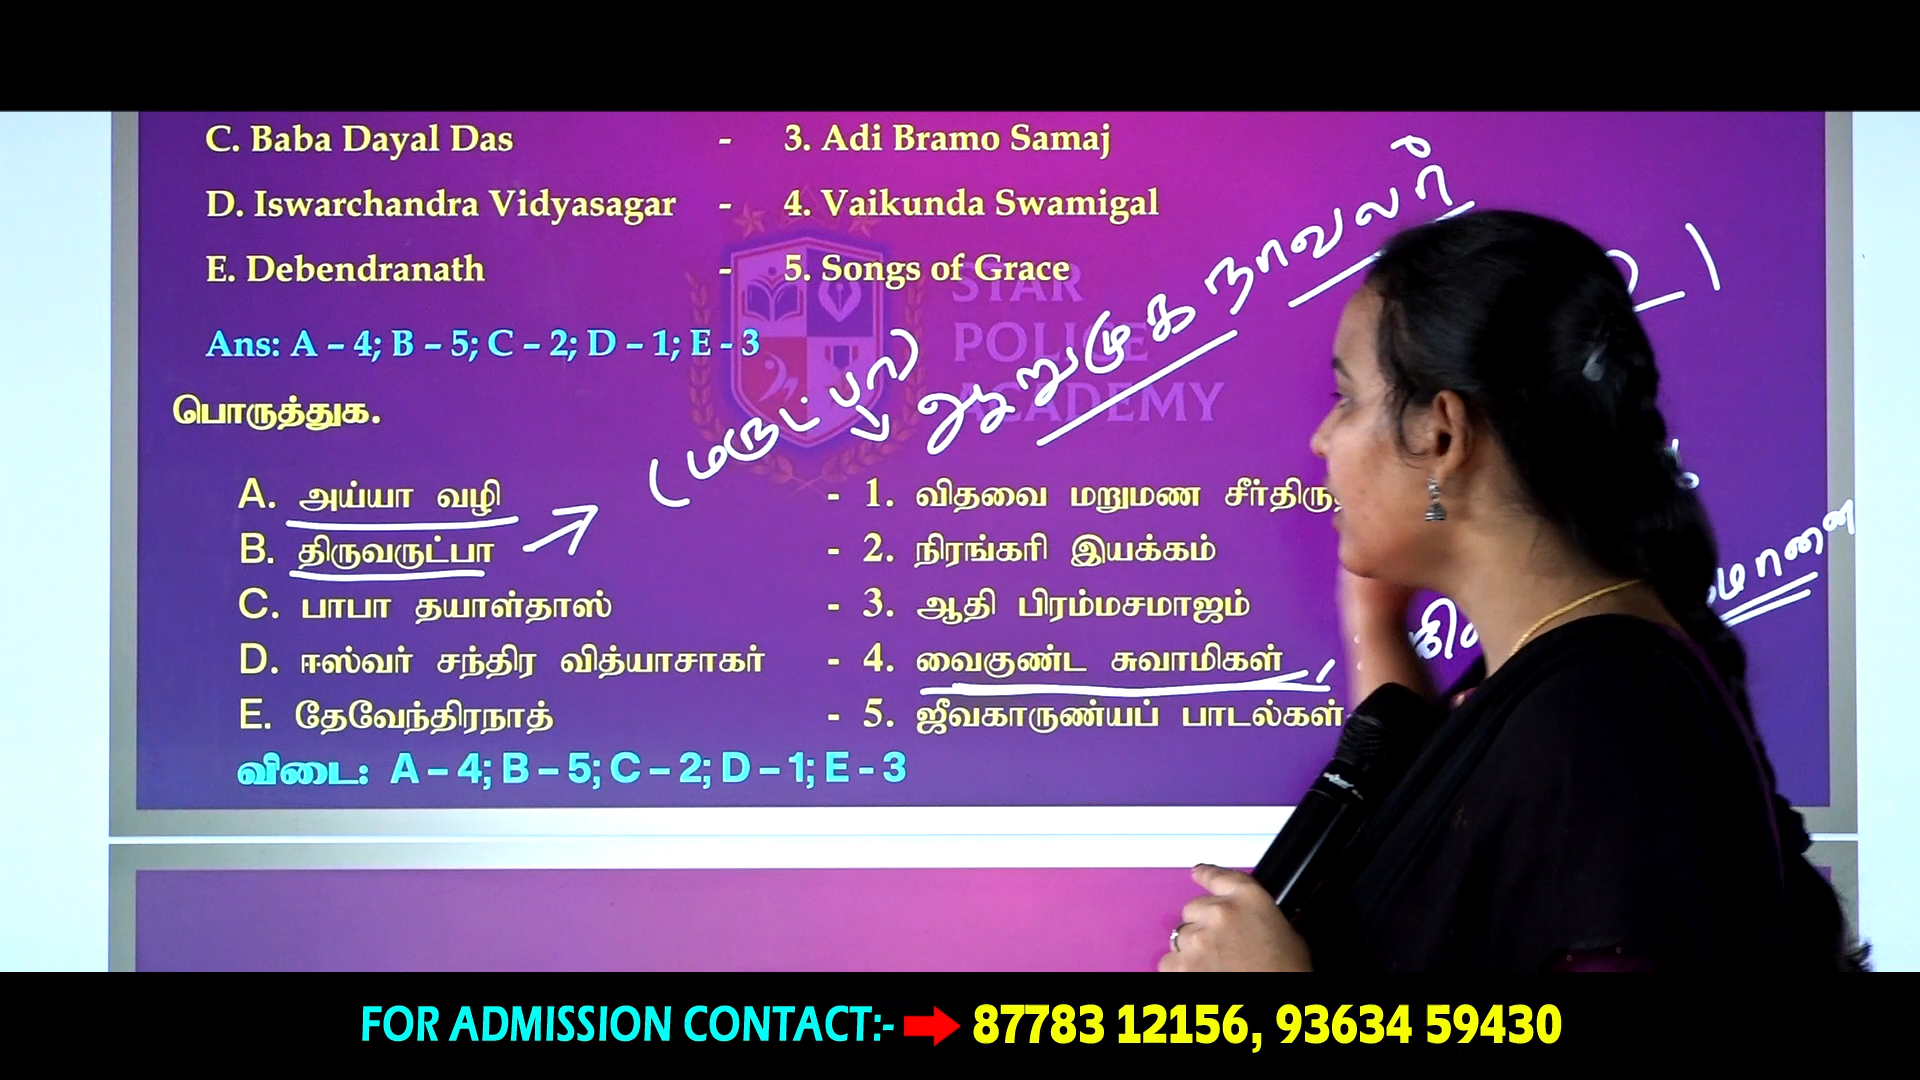 C. Baba Dayal Das - 3. Adi Bramo Samaj
D. Iswarchandra Vidyasagar - 4. Vaikunda Swamigal
E. Debendranath - 5. Songs of Grace
STAR
POLICE
ACADEMY
Ans: A – 4; B – 5; C – 2; D – 1; E - 3
(மருட்பா) ஆறுமுக நாவலர்
பொருத்துக.
A. அய்யா வழி - 1. விதவை மறுமண
B. திருவருட்பா - 2. நிரங்கரி இயக்கம்
C. பாபா தயாள்தாஸ் - 3. ஆதி பிரம்மசமாஜம்
D. ஈஸ்வர் சந்திர வித்யாசாகர் - 4. வைகுண்ட சுவாமிகள்
E. தேவேந்திரநாத் - 5. ஜீவகாருண்யப் பாடல்கள்
விடை: A – 4; B – 5; C – 2; D – 1; E - 3
FOR ADMISSION CONTACT:- 87783 12156, 93634 59430